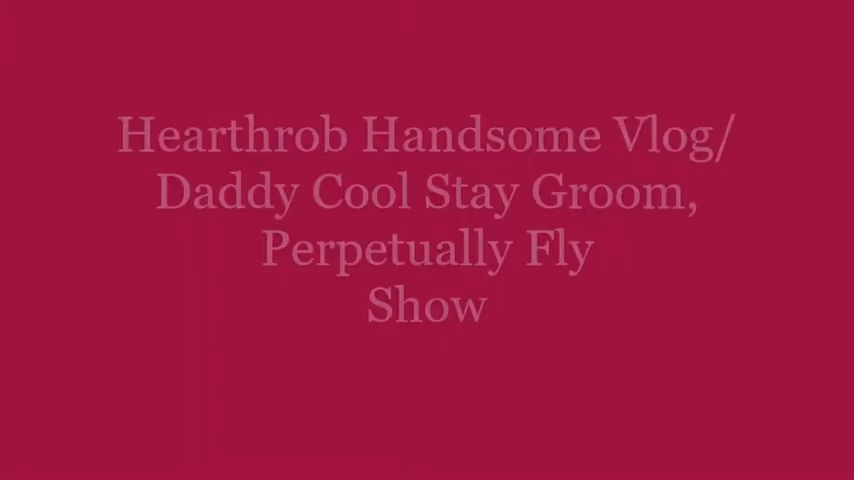 Hearthrob Handsome Vlog/
Daddy Cool Stay Groom,
Perpetually Fly
Show